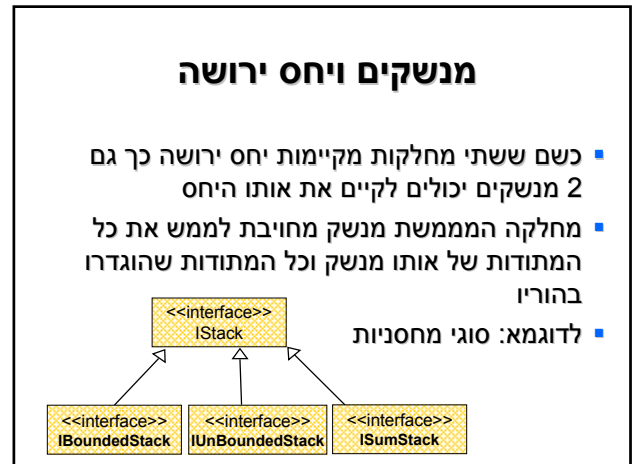 מנשקים ויחס ירושה
כשם ששתי מחלקות מקיימות יחס ירושה כך גם
2 מנשקים יכולים לקיים את אותו היחס
מחלקה המממשת מנשק מחויבת לממש את כל
המתודות של אותו מנשק וכל המתודות שהוגדרו
בהוריו
לדוגמא: סוגי מחסניות
<<interface>>
IStack
<<interface>> <<interface>> <<interface>>
IBoundedStack IUnBoundedStack ISumStack